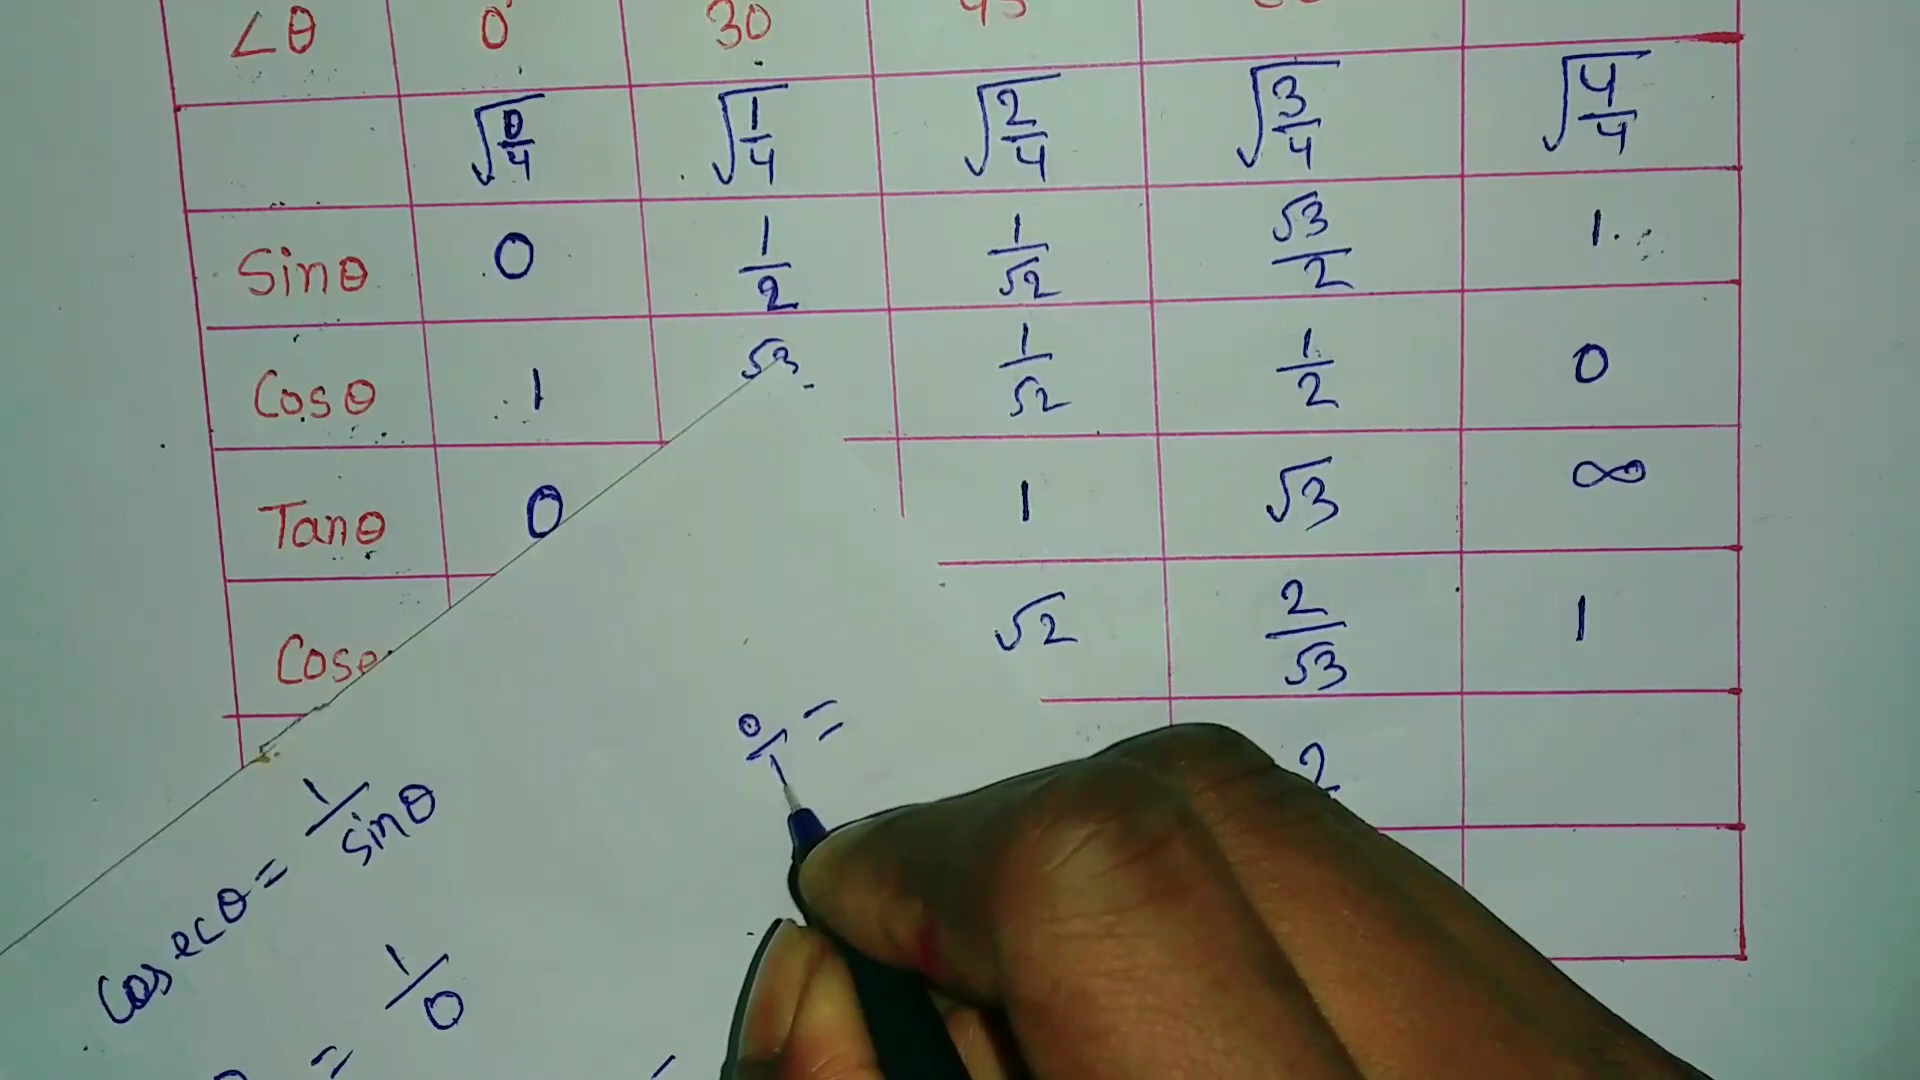 ∠θ 0° 30 45
√0/4 √1/4 √2/4 √3/4 √4/4
Sinθ 0 1/2 1/√2 √3/2 1
Cosθ 1 √3 1/√2 1/2 0
Tanθ 0 1 √3 ∞
Cose √2 2/√3 1
2
0/1 =
Cosecθ = 1/sinθ
= 1/0